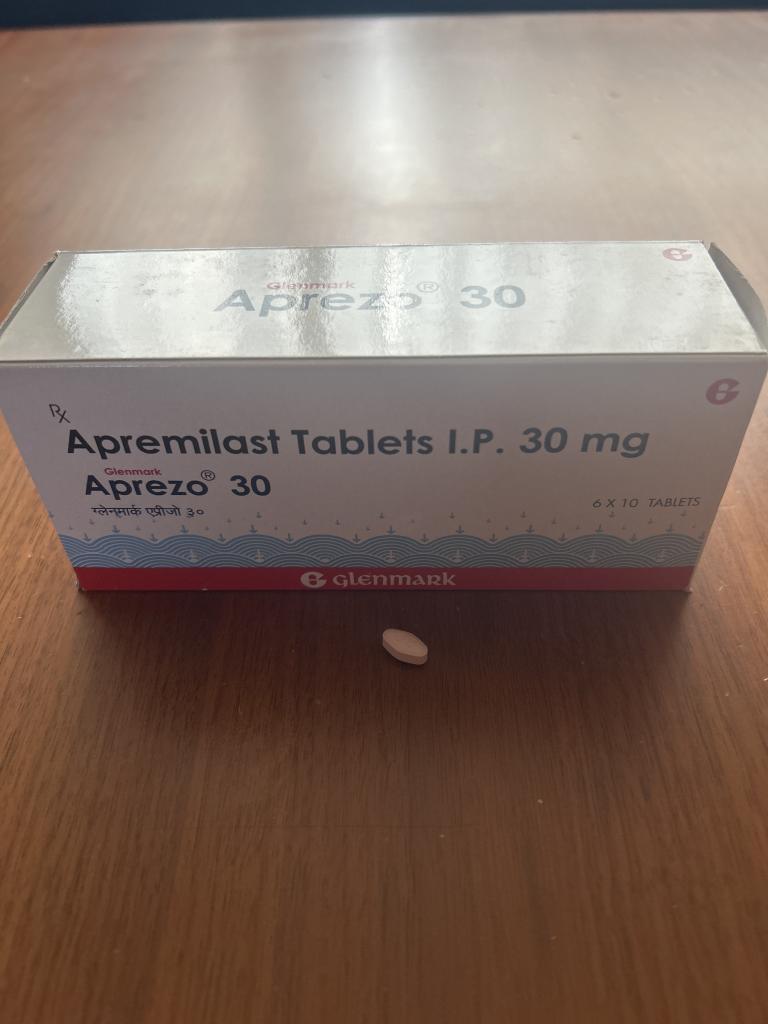 Glenmark
Aprezo® 30
Rx
Apremilast Tablets I.P. 30 mg
Glenmark
Aprezo® 30
ग्लेनमार्क एप्रीजो ३०
6 X 10 TABLETS
GLENMARK